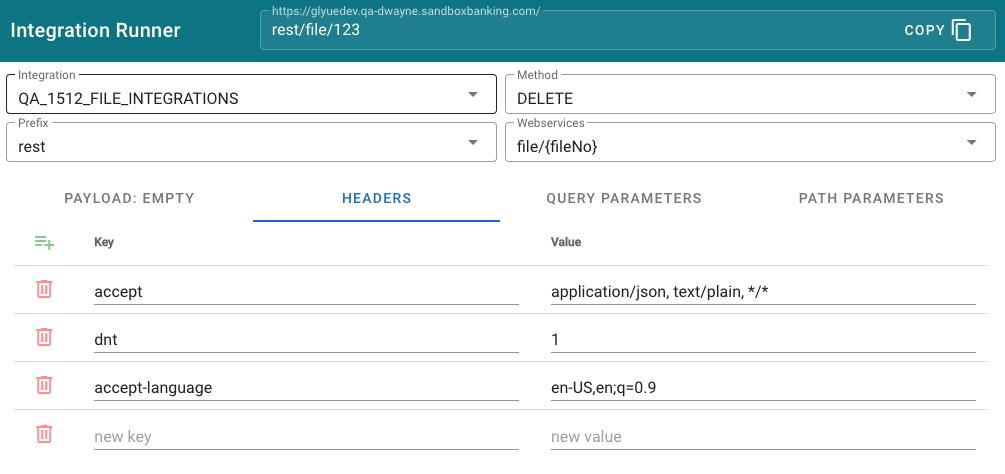 Integration Runner
https://glyuedev.qa-dwayne.sandboxbanking.com/
rest/file/123
COPY
Integration
QA_1512_FILE_INTEGRATIONS
Method
DELETE
Prefix
rest
Webservices
file/{fileNo}
PAYLOAD: EMPTY
HEADERS
QUERY PARAMETERS
PATH PARAMETERS
Key
Value
accept
application/json, text/plain, */*
dnt
1
accept-language
en-US,en;q=0.9
new key
new value